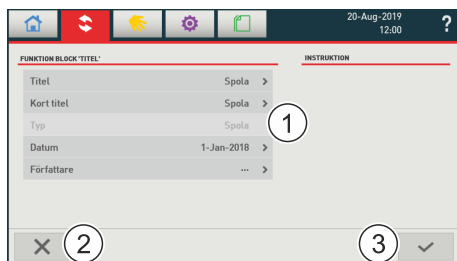 20-Aug-2019
12:00
?
FUNKTION BLOCK 'TITEL'
INSTRUKTION
Titel Spola >
Kort titel Spola >
Typ Spola
Datum 1-Jan-2018 >
Författare ... >
1
2
3